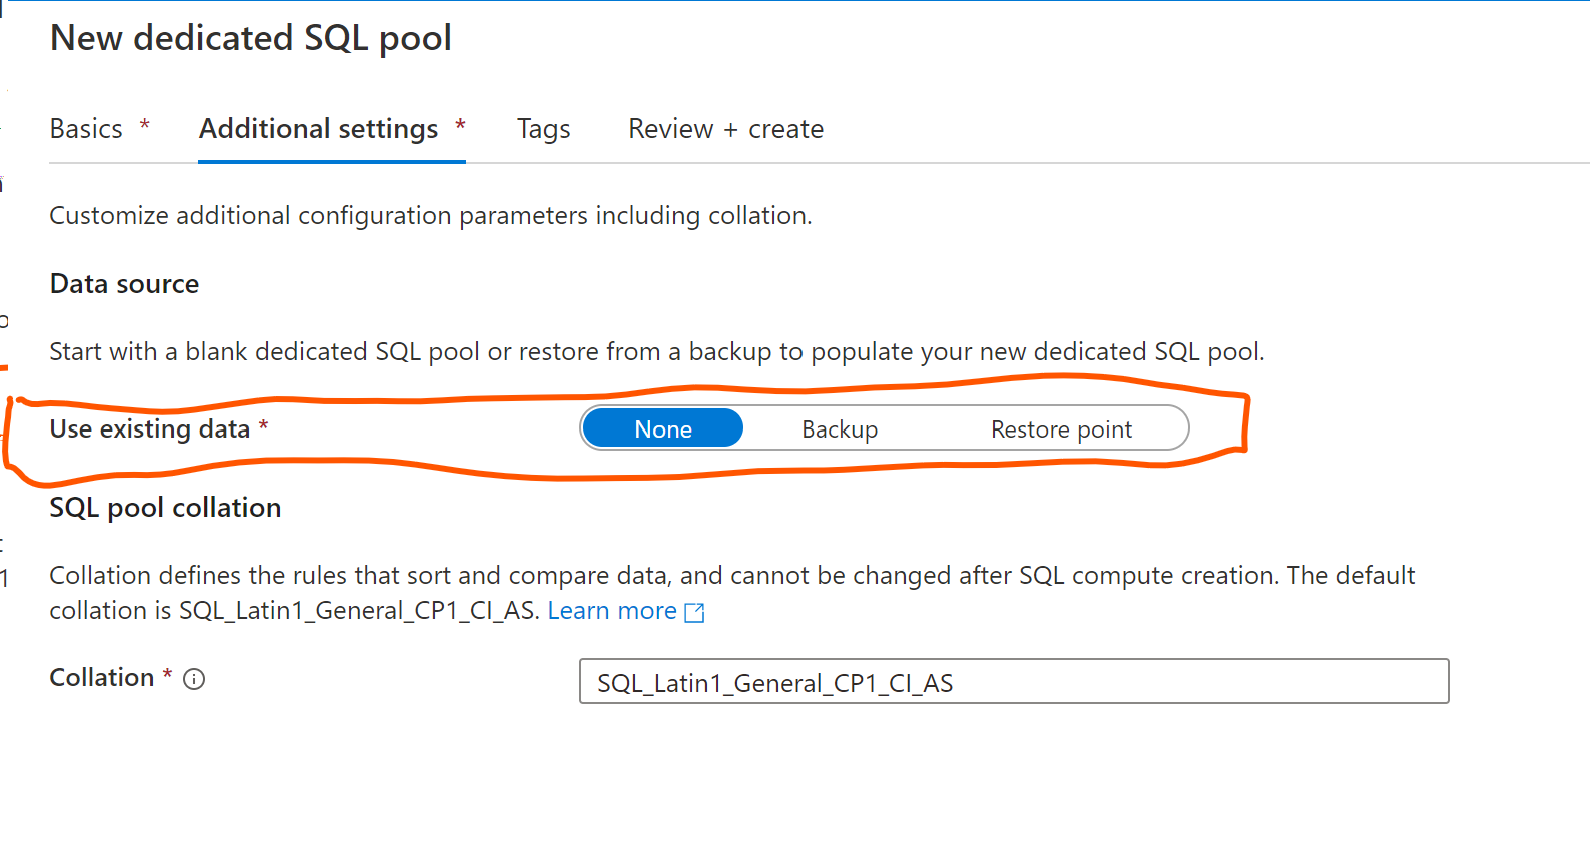 New dedicated SQL pool
Basics * Additional settings * Tags Review + create
Customize additional configuration parameters including collation.
Data source
Start with a blank dedicated SQL pool or restore from a backup to populate your new dedicated SQL pool.
Use existing data * None Backup Restore point
SQL pool collation
Collation defines the rules that sort and compare data, and cannot be changed after SQL compute creation. The default
collation is SQL_Latin1_General_CP1_CI_AS. Learn more
Collation * SQL_Latin1_General_CP1_CI_AS